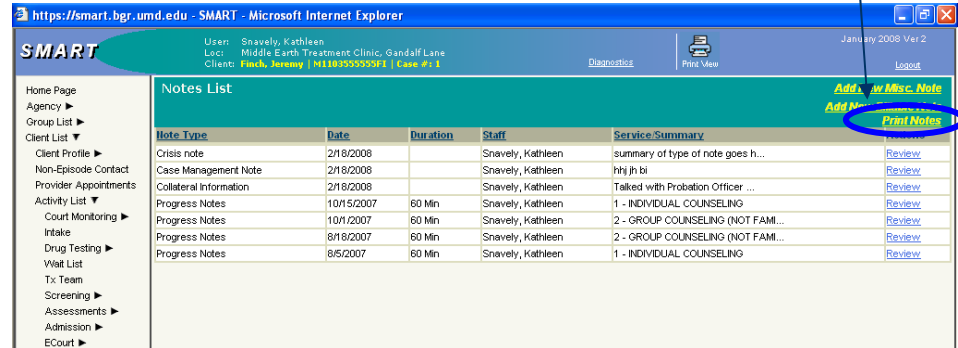 https://smart.bgr.umd.edu - SMART - Microsoft Internet Explorer
SMART
User: Snavely, Kathleen
Loc: Middle Earth Treatment Clinic, Gandalf Lane
Client: Finch, Jeremy | M1103555555FI | Case #: 1
Diagnostics
Print View
January 2008 Ver 2
Logout
Home Page
Agency ►
Group List ►
Client List ▼
Client Profile ►
Non-Episode Contact
Provider Appointments
Activity List ▼
Court Monitoring ►
Intake
Drug Testing ►
Wait List
Tx Team
Screening ►
Assessments ►
Admission ►
ECourt ►
Notes List
Add New Misc. Note
Add New
Print Notes
Note Type Date Duration Staff Service/Summary
Crisis note 2/18/2008 Snavely, Kathleen summary of type of note goes h... Review
Case Management Note 2/18/2008 Snavely, Kathleen hhj jh bi Review
Collateral Information 2/18/2008 Snavely, Kathleen Talked with Probation Officer ... Review
Progress Notes 10/15/2007 60 Min Snavely, Kathleen 1 - INDIVIDUAL COUNSELING Review
Progress Notes 10/1/2007 60 Min Snavely, Kathleen 2 - GROUP COUNSELING (NOT FAMI... Review
Progress Notes 8/18/2007 60 Min Snavely, Kathleen 2 - GROUP COUNSELING (NOT FAMI... Review
Progress Notes 8/5/2007 60 Min Snavely, Kathleen 1 - INDIVIDUAL COUNSELING Review